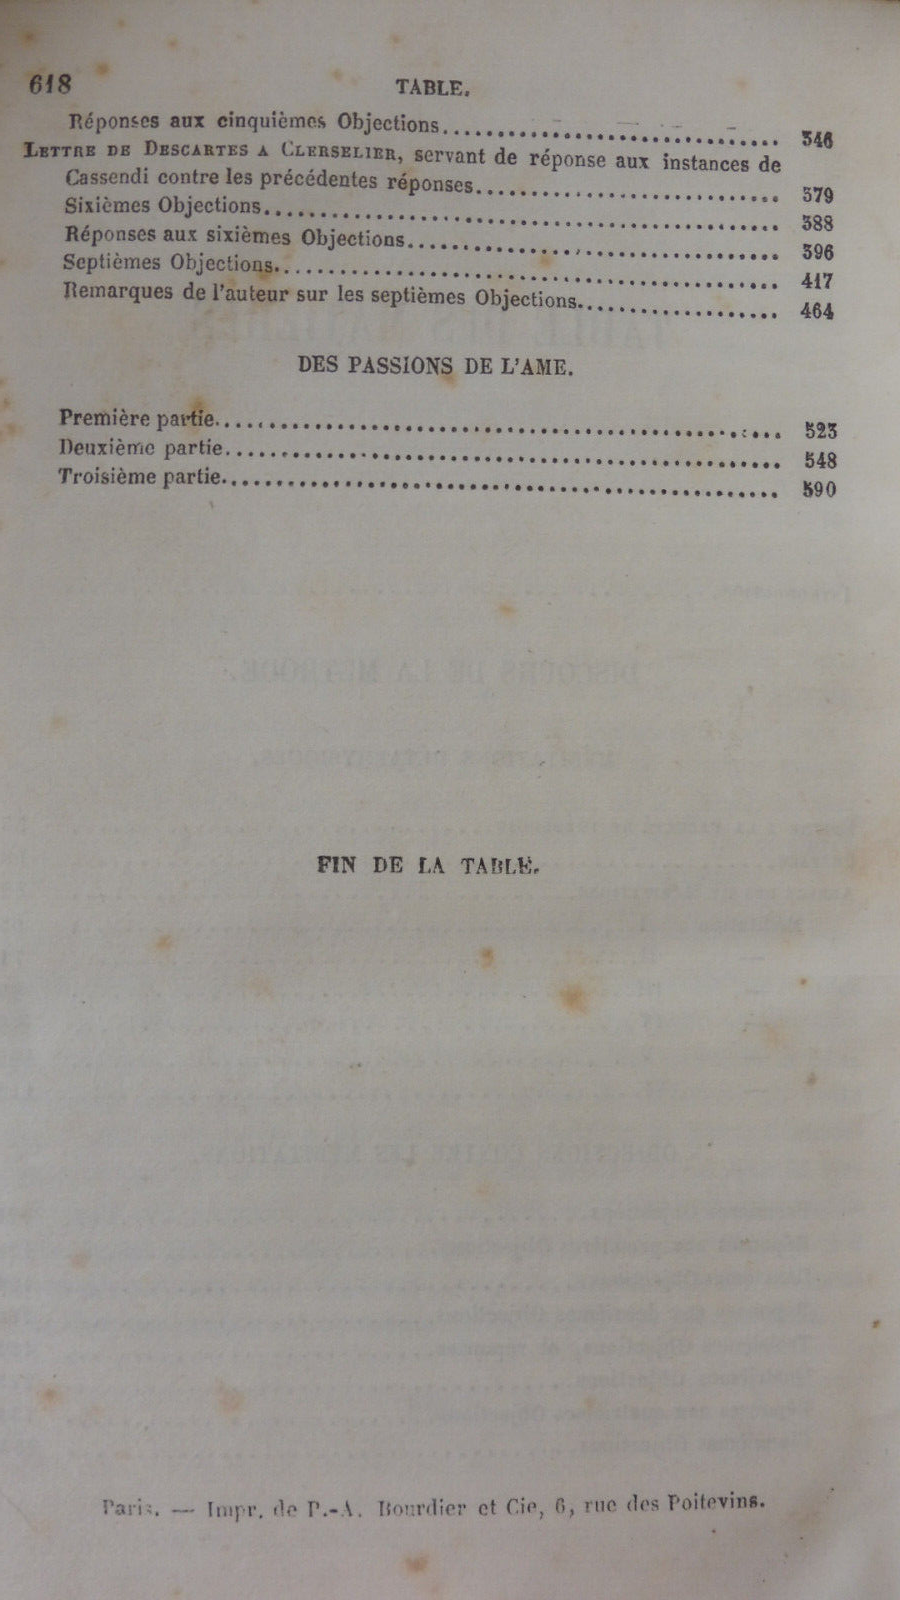 618 TABLE.
Réponses aux cinquièmes Objections........................ 346
LETTRE DE DESCARTES A CLERSELIER, servant de réponse aux instances de
Cassendi contre les précédentes réponses........................ 379
Sixièmes Objections........................ 388
Réponses aux sixièmes Objections........................ 396
Septièmes Objections........................ 417
Remarques de l'auteur sur les septièmes Objections........................ 464
DES PASSIONS DE L'AME.
Première partie........................ 523
Deuxième partie........................ 548
Troisième partie........................ 590
FIN DE LA TABLE.
Paris. — Impr. de P.-A. Bourdier et Cie, 6, rue des Poitevins.